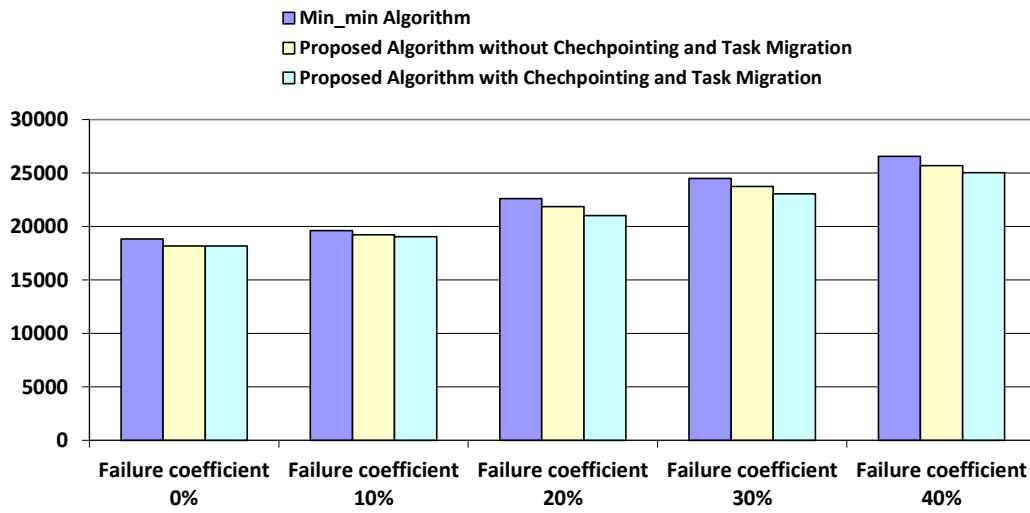 Min_min Algorithm
Proposed Algorithm without Chechpointing and Task Migration
Proposed Algorithm with Chechpointing and Task Migration
30000
25000
20000
15000
10000
5000
0
Failure coefficient 0%
Failure coefficient 10%
Failure coefficient 20%
Failure coefficient 30%
Failure coefficient 40%